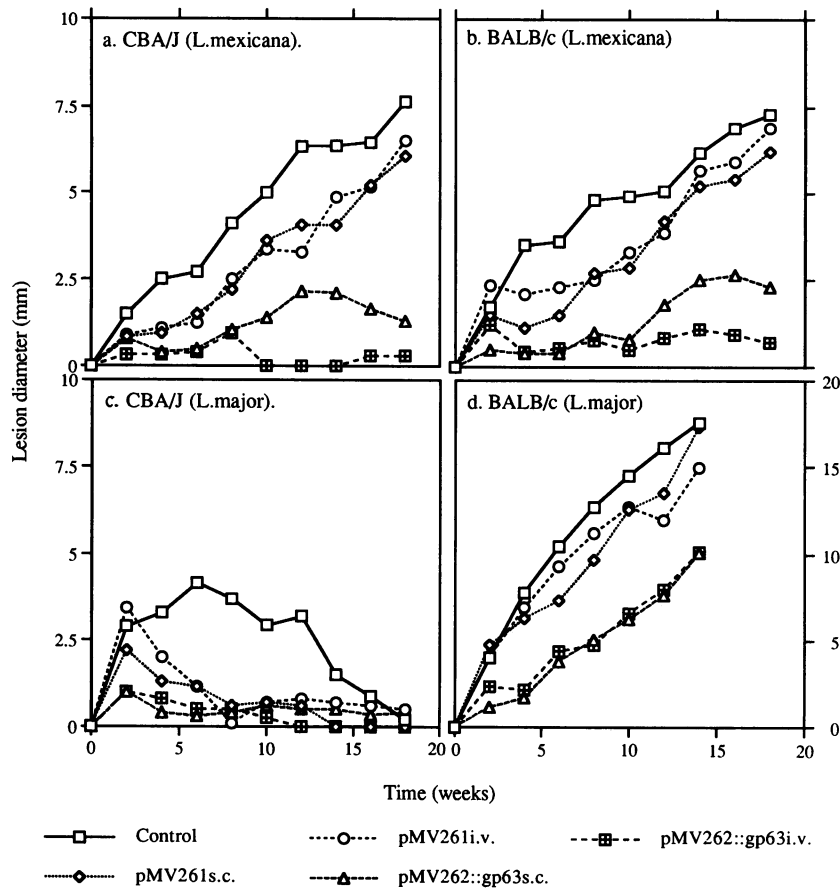 10
7.5
5
2.5
0
a. CBA/J (L.mexicana).
b. BALB/c (L.mexicana)
10
7.5
5
2.5
0
c. CBA/J (L.major).
d. BALB/c (L.major)
20
15
10
5
0
0 5 10 15 20
0 5 10 15 20
Lesion diameter (mm)
Time (weeks)
Control
pMV261i.v.
pMV262::gp63i.v.
pMV261s.c.
pMV262::gp63s.c.